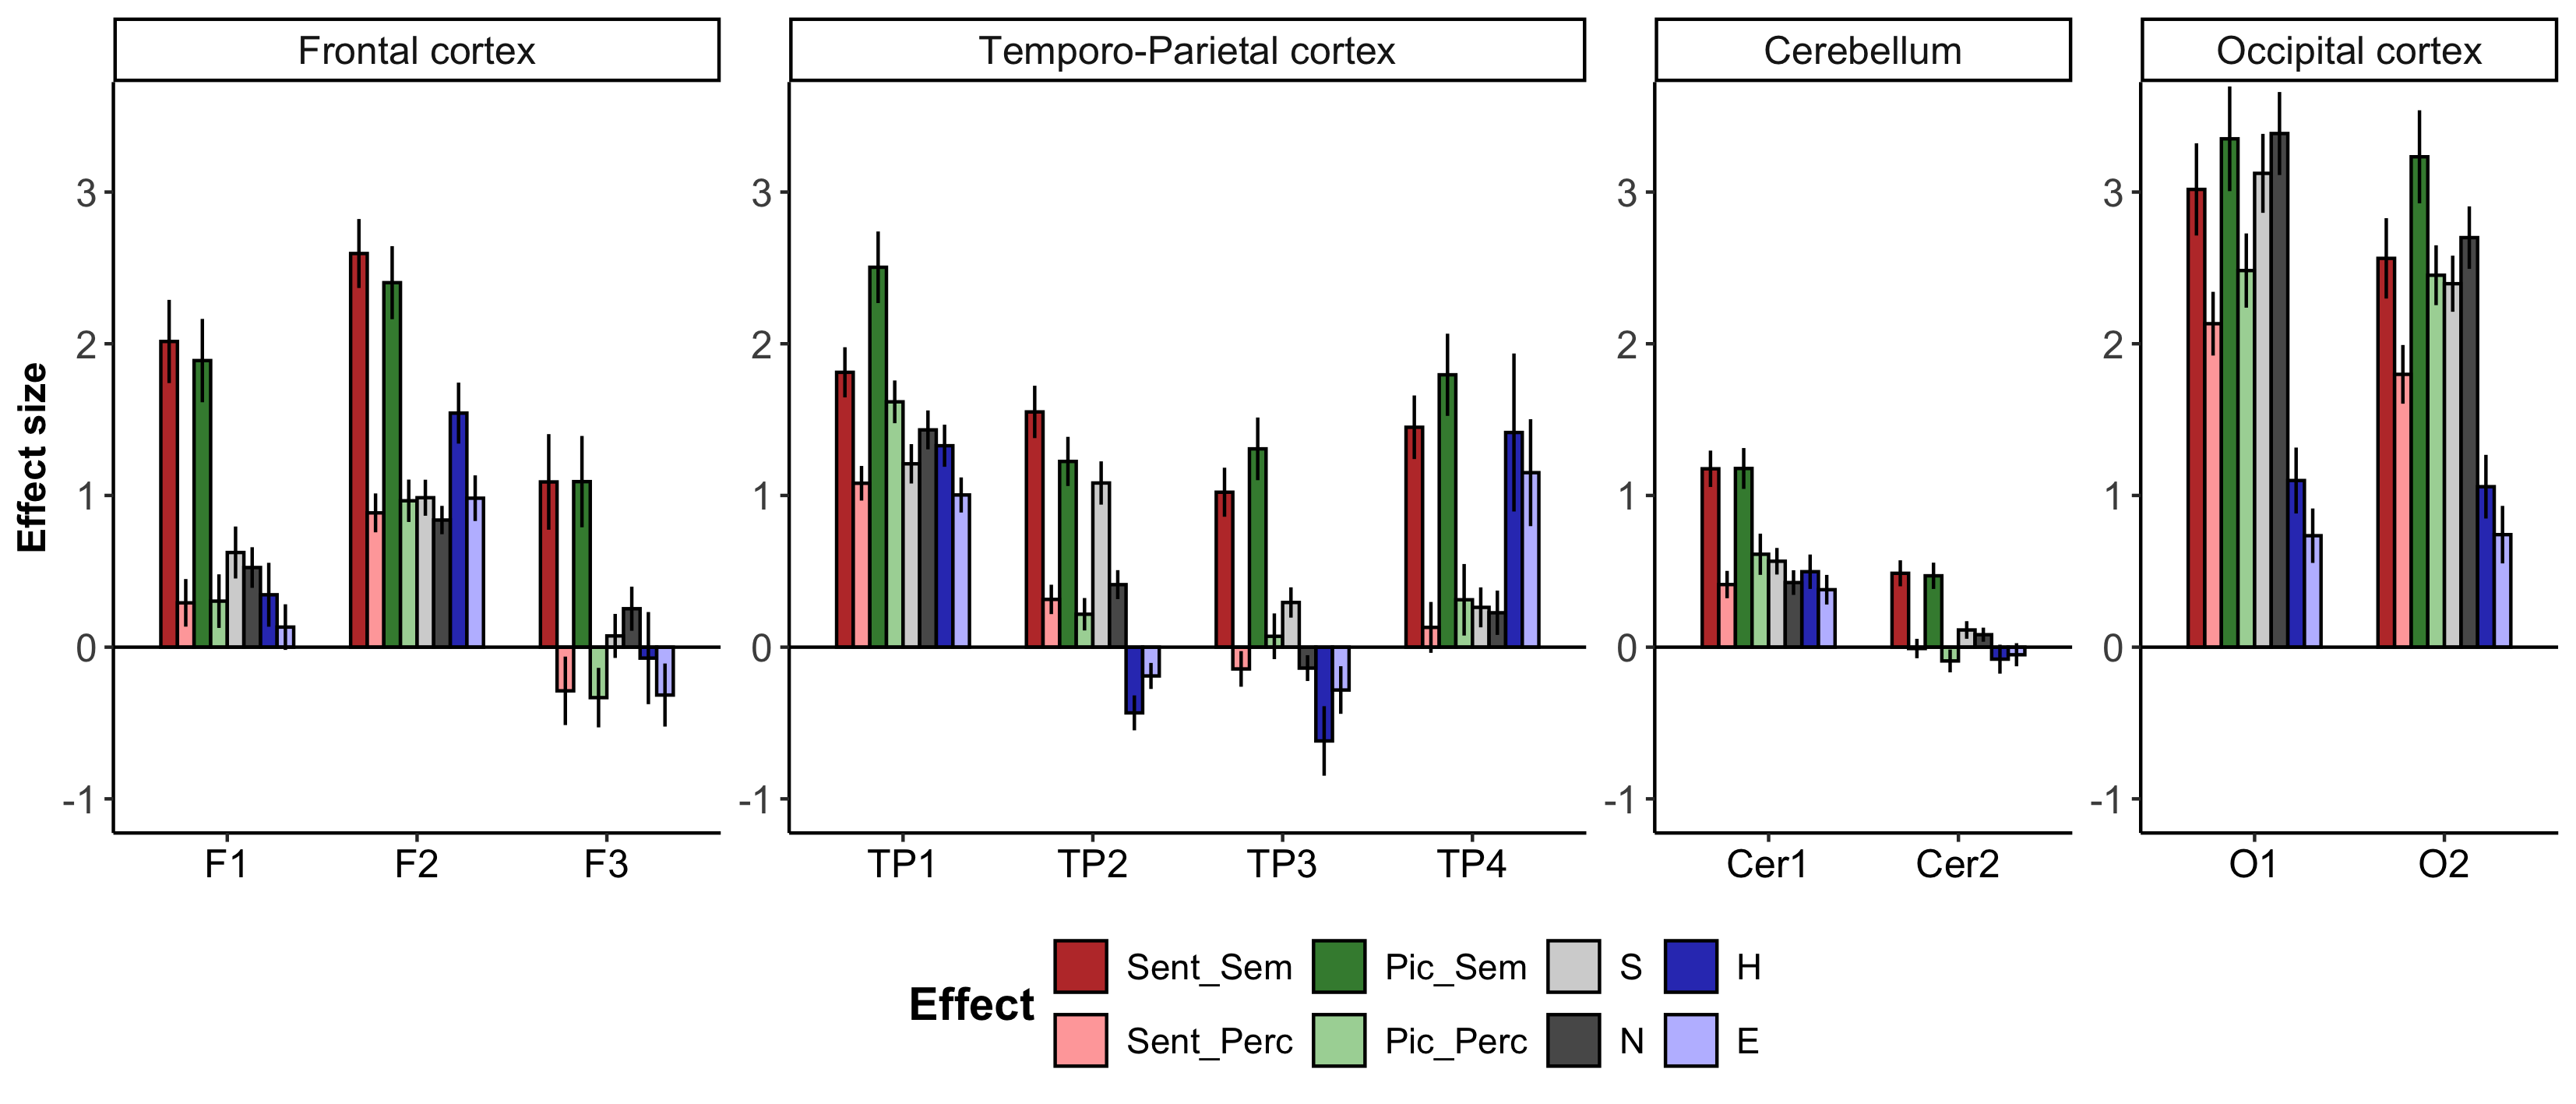 Frontal cortex
Temporo-Parietal cortex
Cerebellum
Occipital cortex
Effect size
3
2
1
0
-1
3
2
1
0
-1
3
2
1
0
-1
3
2
1
0
-1
F1 F2 F3
TP1 TP2 TP3 TP4
Cer1 Cer2
O1 O2
Effect
Sent_Sem Pic_Sem S H
Sent_Perc Pic_Perc N E